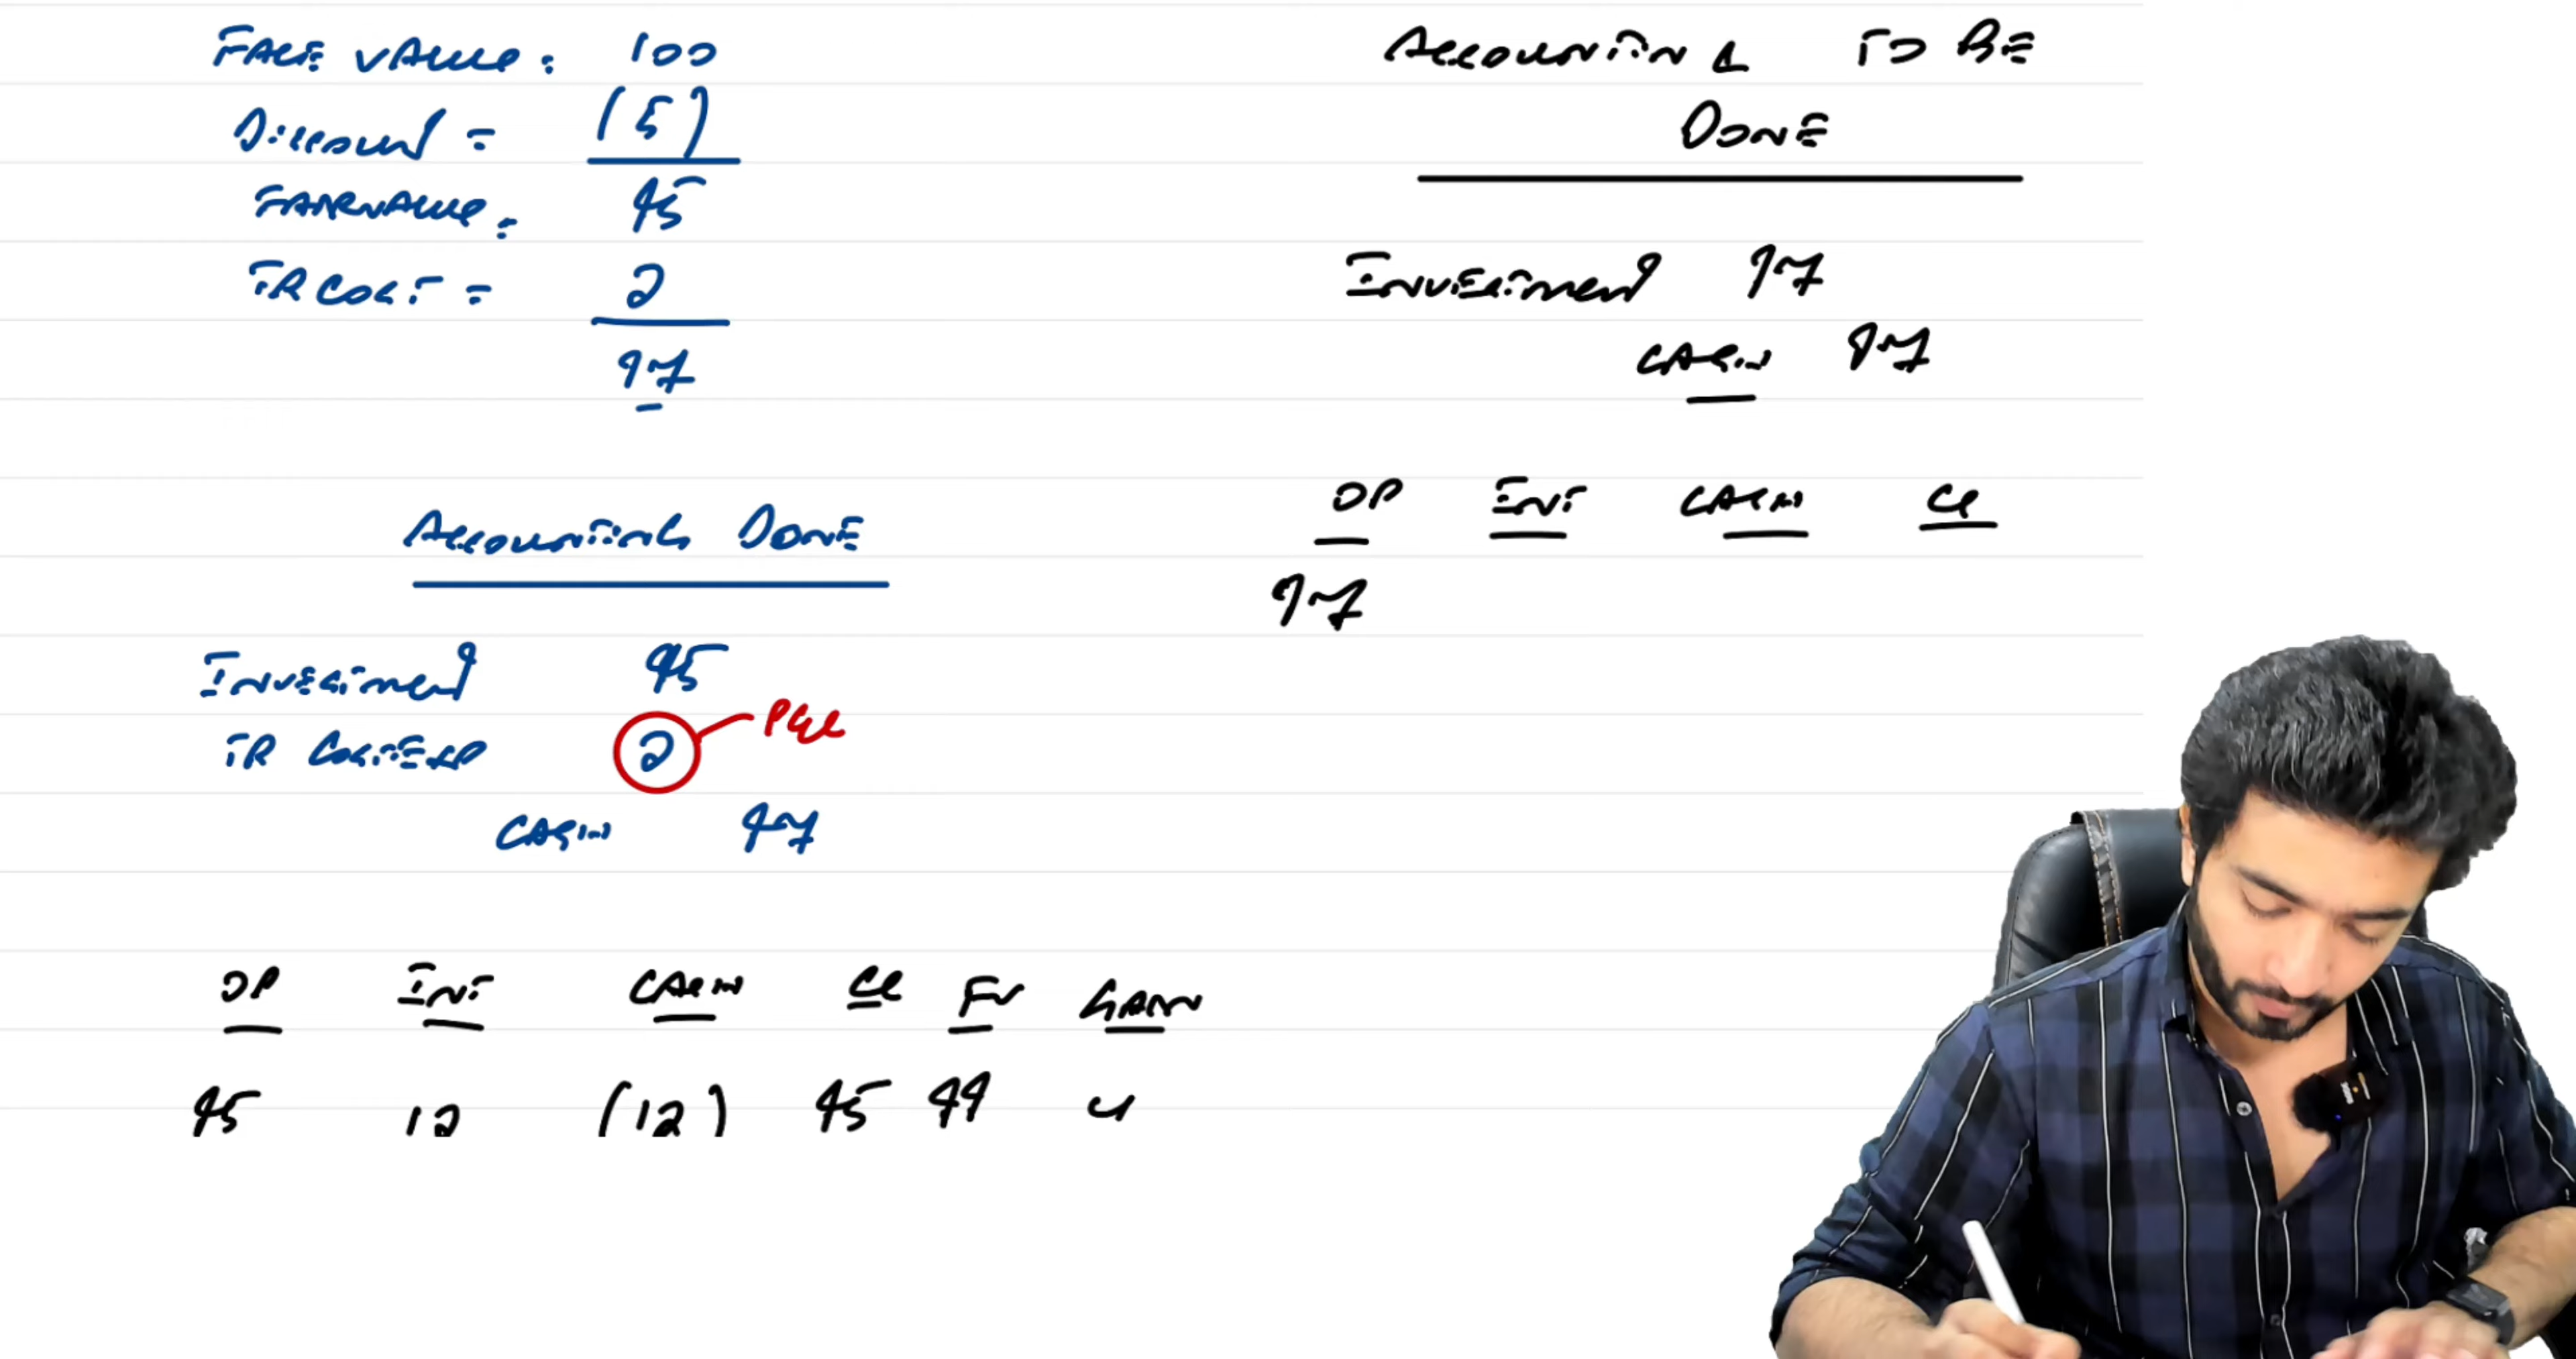 FACE VALUE: 100
DISCOUNT = (5)
FAIR VALUE = 95
TR COST = 2
97
ACCOUNTING DONE
INVESTMENT 95
TR COST EXP 2 P&L
CASH 97
OP INT CASH CL FV GAIN
95 12 (12) 95 99 4
ACCOUNTING TO BE
DONE
INVESTMENT 97
CASH 97
OP INT CASH CL
97